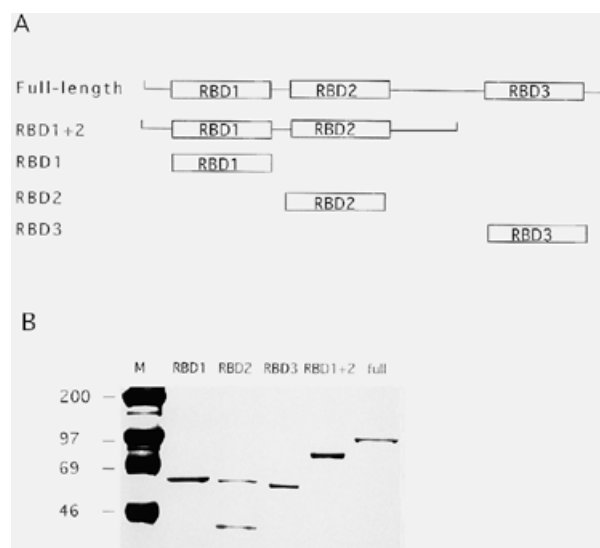 A
Full-length RBD1 RBD2 RBD3
RBD1+2 RBD1 RBD2
RBD1 RBD1
RBD2 RBD2
RBD3 RBD3
B
M RBD1 RBD2 RBD3 RBD1+2 full
200
97
69
46